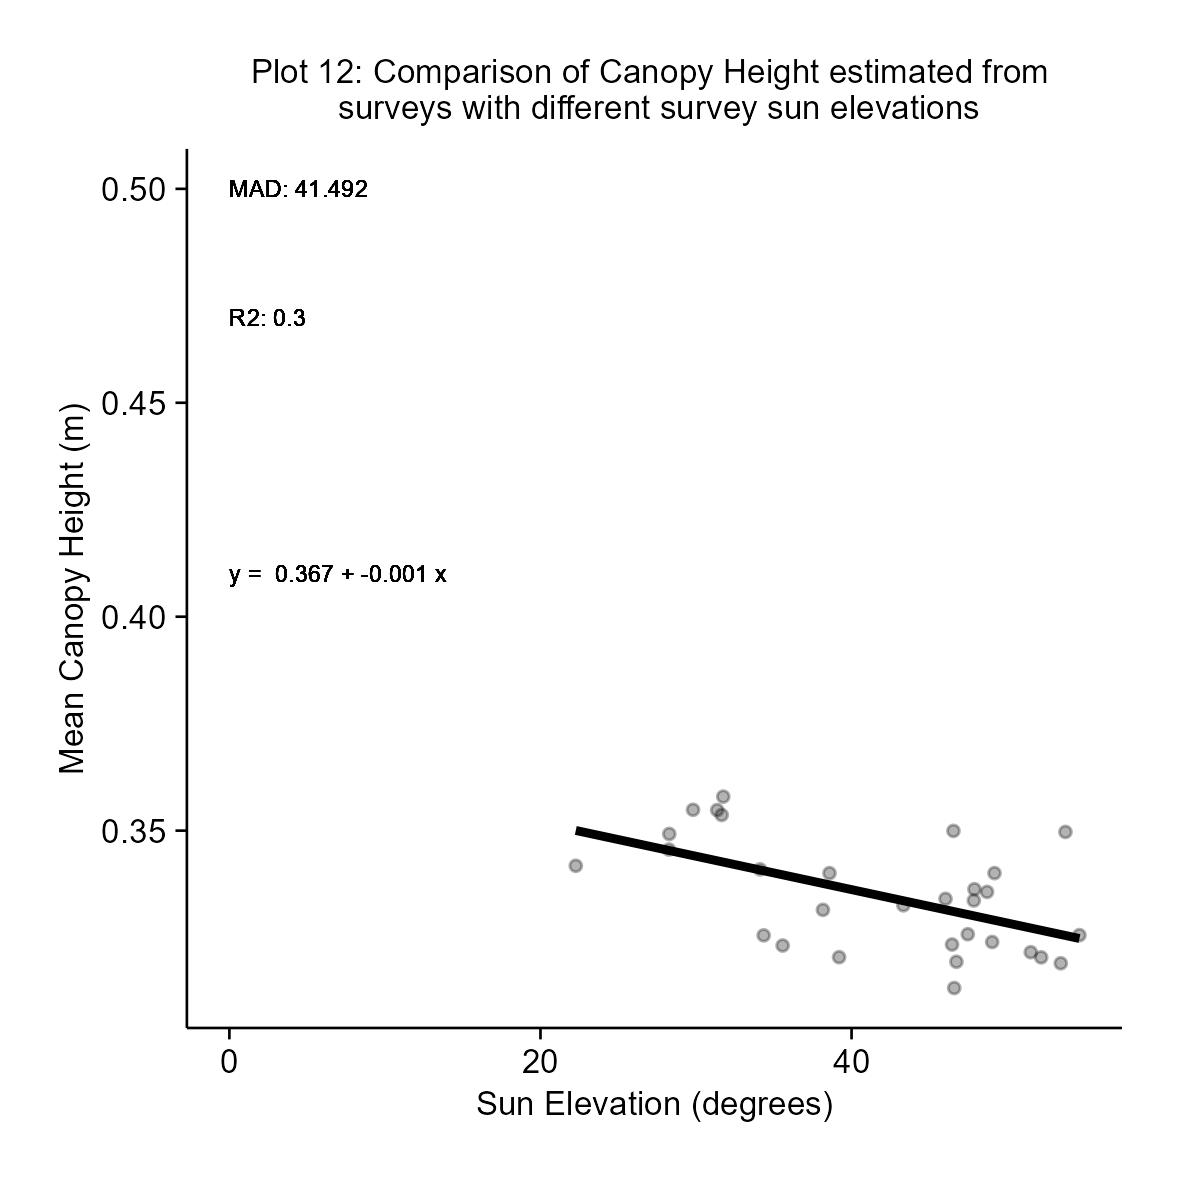 Plot 12: Comparison of Canopy Height estimated from
surveys with different survey sun elevations
0.50
MAD: 41.492
R2: 0.3
0.45
y =  0.367 + -0.001 x
0.40
0.35
Mean Canopy Height (m)
0
20
40
Sun Elevation (degrees)